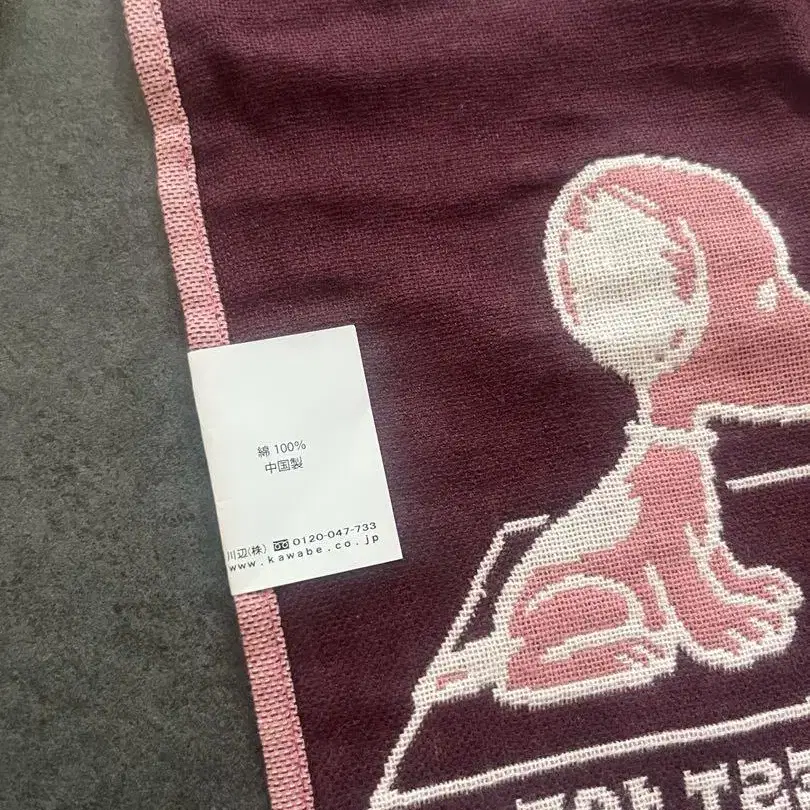 綿 100%
中国製
川辺(株) 0120-047-733
www.kawabe.co.jp